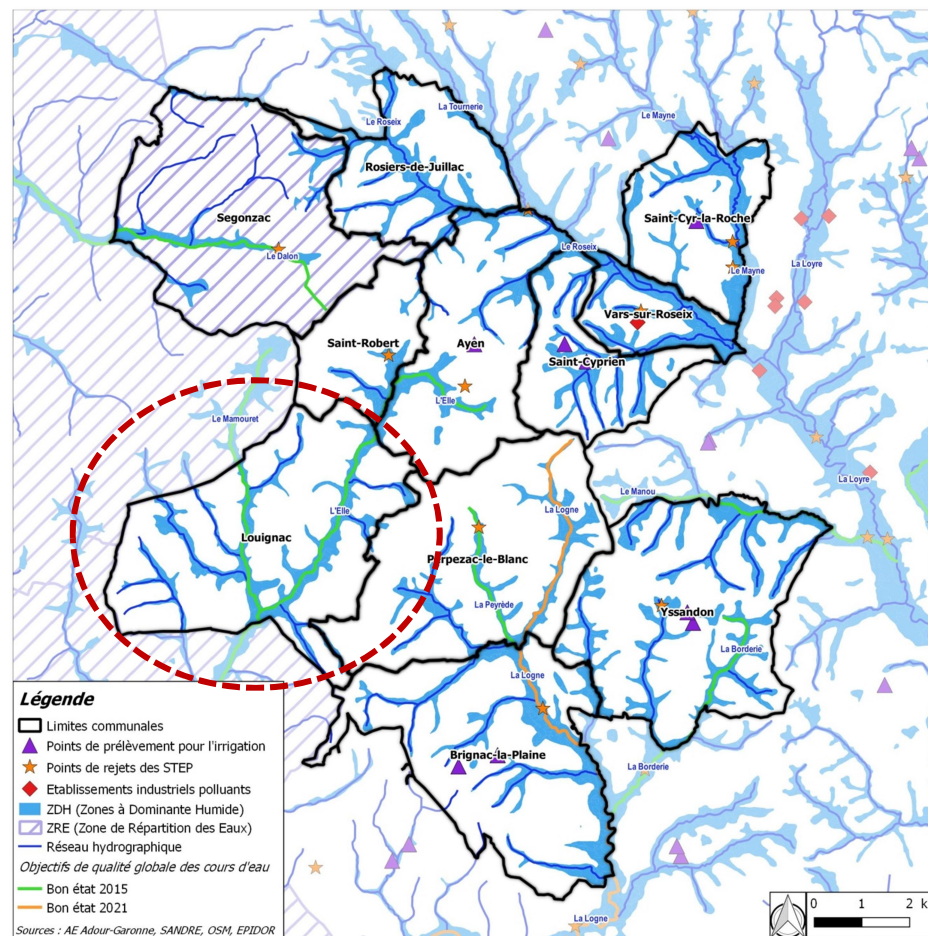 Le Mayne
La Tournerie
Le Roseix
Rosiers-de-Juillac
Segonzac
Saint-Cyr-la-Roche
Le Roseix
Le Dalon
Le Mayne
La Loyre
Vars-sur-Roseix
Saint-Robert
Ayen
Saint-Cyprien
L'Elle
Le Mamouret
La Loyre
Le Manou
La Logne
L'Elle
Louignac
Perpezac-le-Blanc
La Peyrède
Yssandon
La Borderie
La Logne
Brignac-la-Plaine
La Borderie
La Logne
Légende
Limites communales
Points de prélèvement pour l'irrigation
Points de rejets des STEP
Etablissements industriels polluants
ZDH (Zones à Dominante Humide)
ZRE (Zone de Répartition des Eaux)
Réseau hydrographique
Objectifs de qualité globale des cours d'eau
Bon état 2015
Bon état 2021
Sources : AE Adour-Garonne, SANDRE, OSM, EPIDOR
0 1 2 k